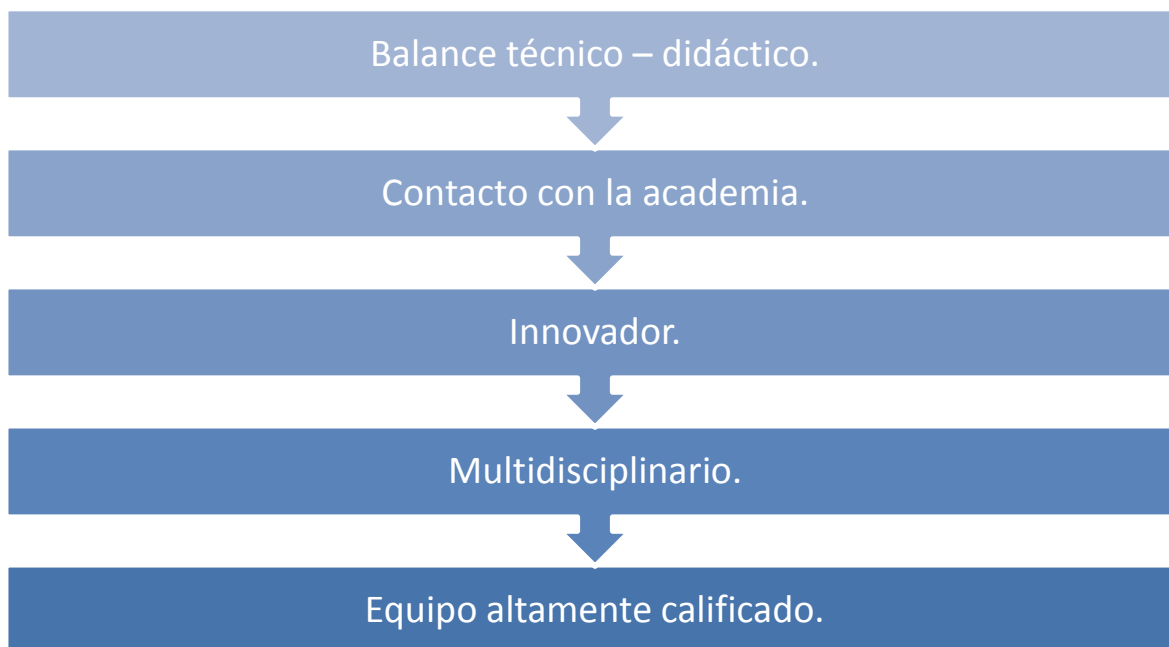 Balance técnico – didáctico.
Contacto con la academia.
Innovador.
Multidisciplinario.
Equipo altamente calificado.